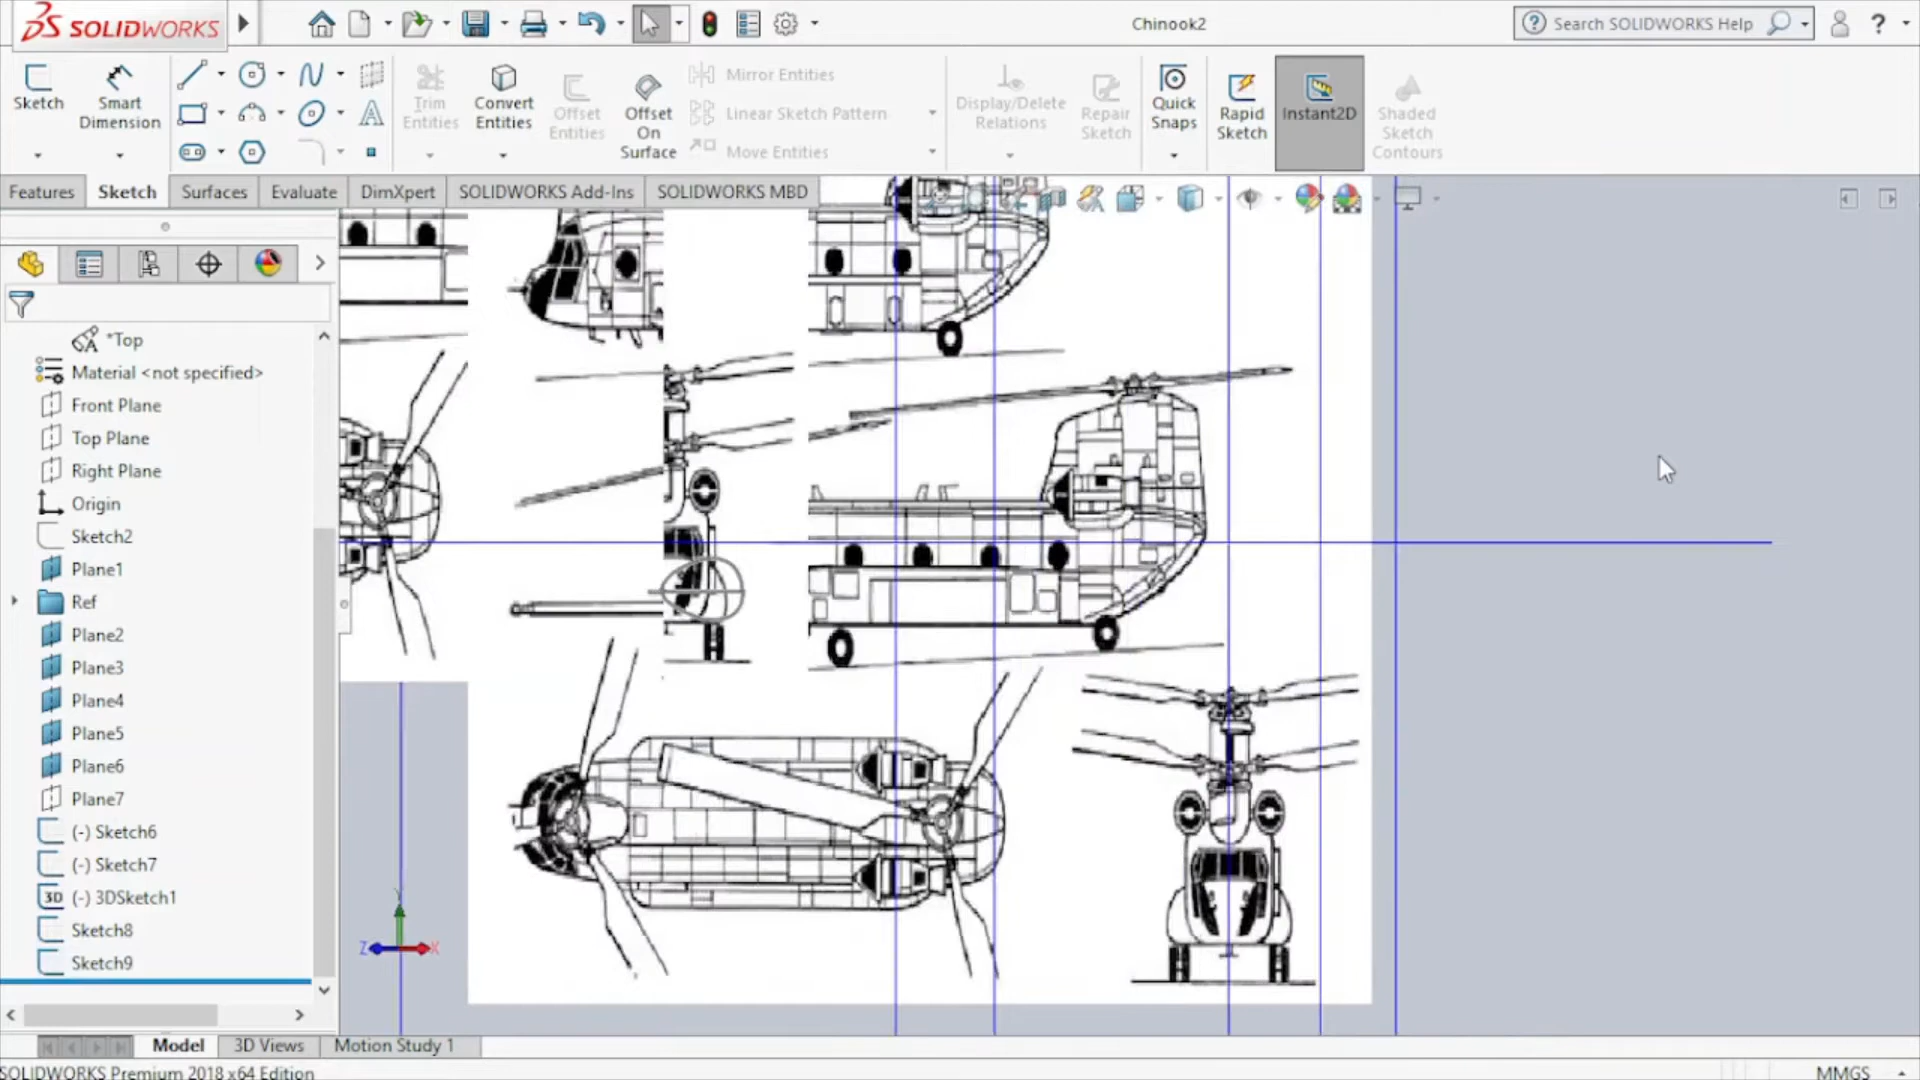 SOLIDWORKS
Chinook2
Search SOLIDWORKS Help
?
Sketch
Smart Dimension
Trim Entities
Convert Entities
Offset Entities
Offset On Surface
Mirror Entities
Linear Sketch Pattern
Move Entities
Display/Delete Relations
Repair Sketch
Quick Snaps
Rapid Sketch
Instant2D
Shaded Sketch Contours
Features
Sketch
Surfaces
Evaluate
DimXpert
SOLIDWORKS Add-Ins
SOLIDWORKS MBD
*Top
Material <not specified>
Front Plane
Top Plane
Right Plane
Origin
Sketch2
Plane1
Ref
Plane2
Plane3
Plane4
Plane5
Plane6
Plane7
(-) Sketch6
(-) Sketch7
3D (-) 3DSketch1
Sketch8
Sketch9
Y
Z X
Model
3D Views
Motion Study 1
SOLIDWORKS Premium 2018 x64 Edition
MMGS